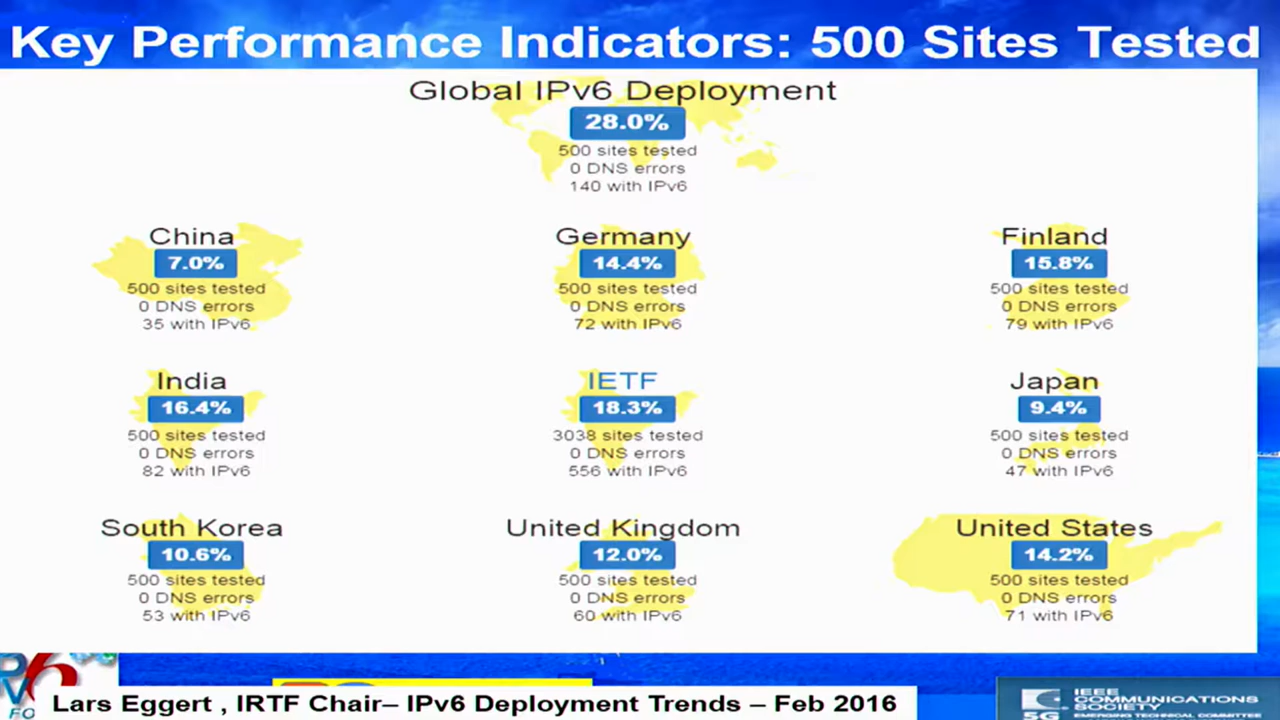 Key Performance Indicators: 500 Sites Tested
Global IPv6 Deployment
28.0%
500 sites tested
0 DNS errors
140 with IPv6
China
7.0%
500 sites tested
0 DNS errors
35 with IPv6
Germany
14.4%
500 sites tested
0 DNS errors
72 with IPv6
Finland
15.8%
500 sites tested
0 DNS errors
79 with IPv6
India
16.4%
500 sites tested
0 DNS errors
82 with IPv6
IETF
18.3%
3038 sites tested
0 DNS errors
556 with IPv6
Japan
9.4%
500 sites tested
0 DNS errors
47 with IPv6
South Korea
10.6%
500 sites tested
0 DNS errors
53 with IPv6
United Kingdom
12.0%
500 sites tested
0 DNS errors
60 with IPv6
United States
14.2%
500 sites tested
0 DNS errors
71 with IPv6
Lars Eggert , IRTF Chair– IPv6 Deployment Trends – Feb 2016
IEEE
COMMUNICATIONS
SOCIETY
5G EMERGING TECHNICAL COMMITTEE